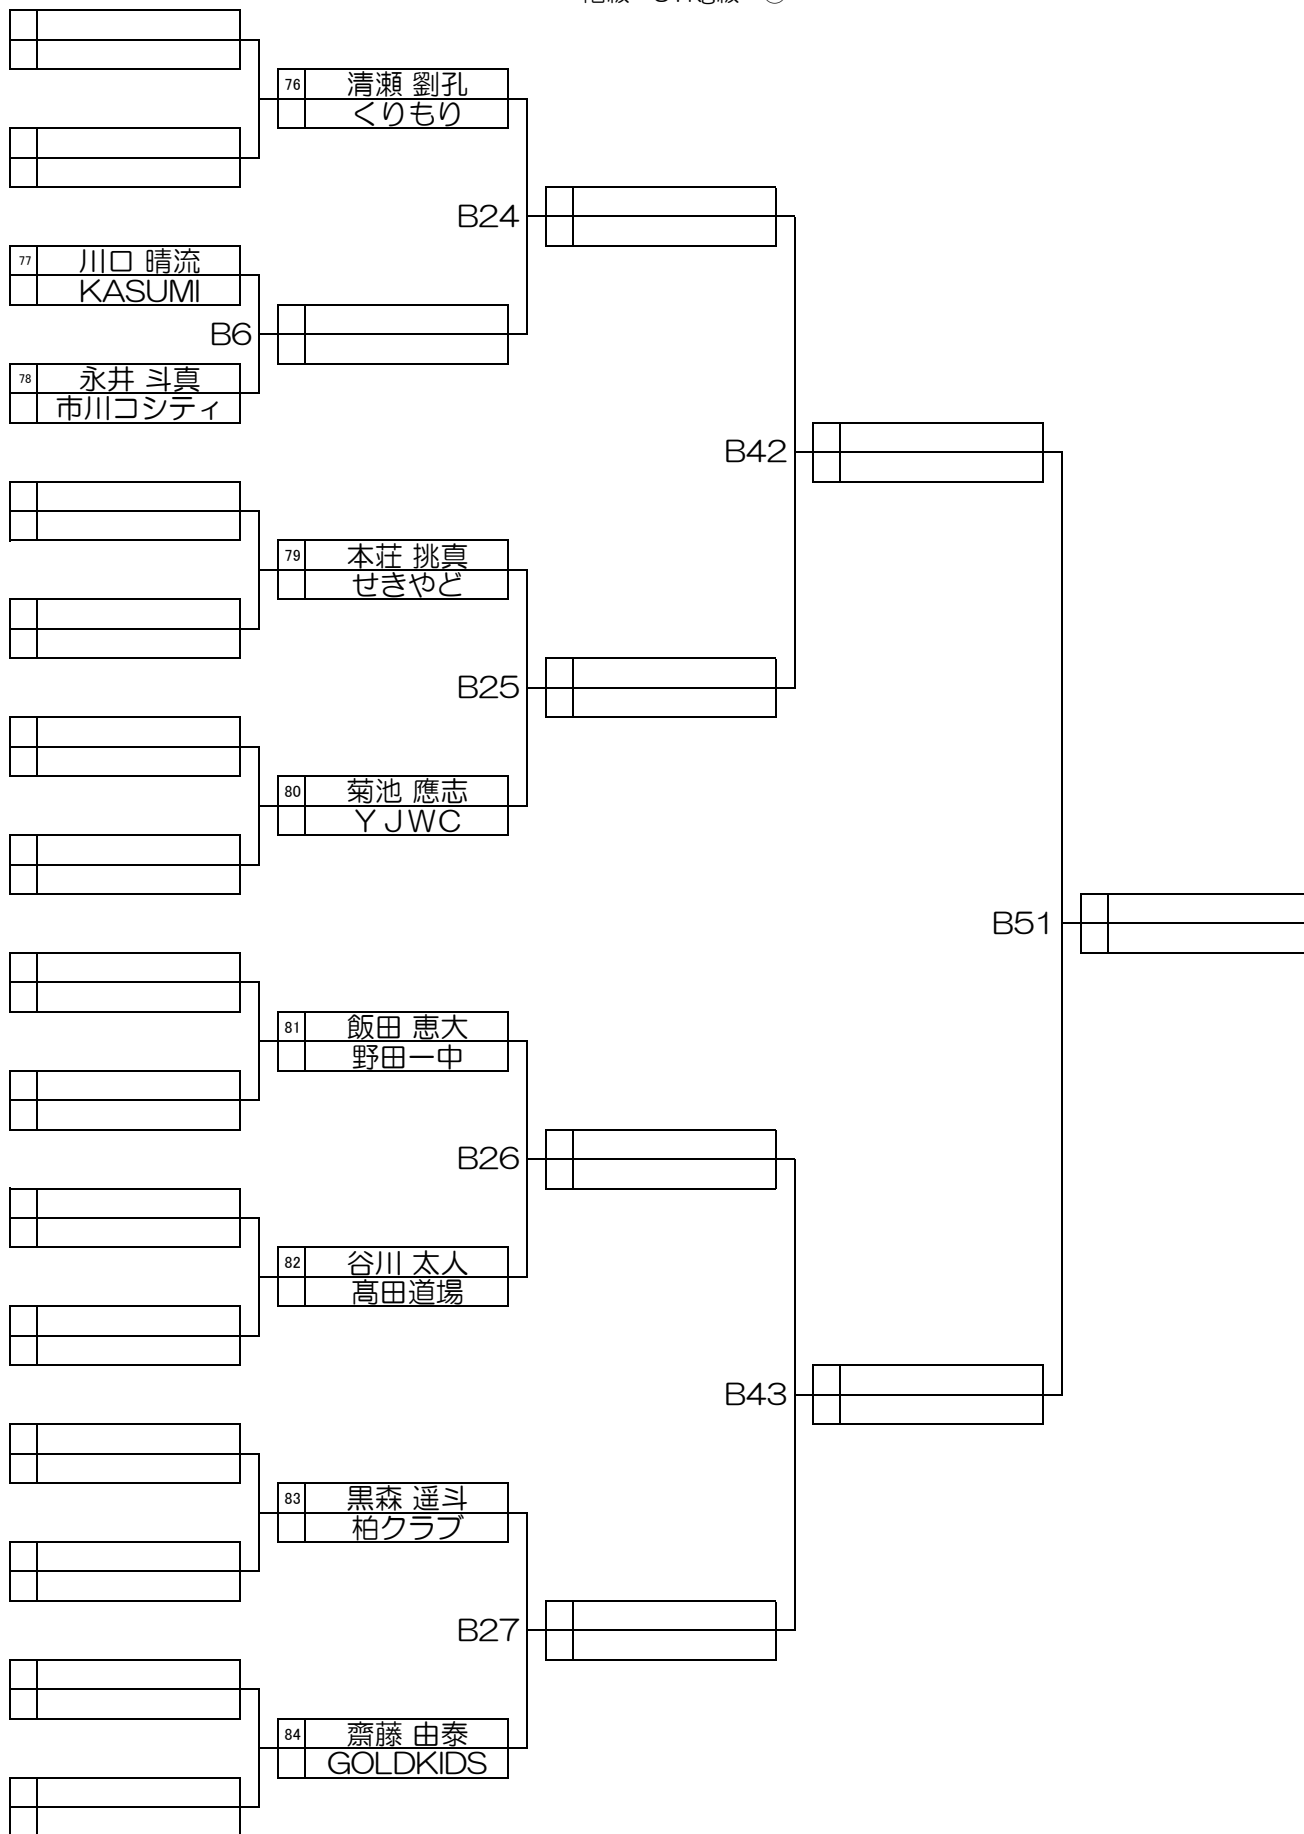 76 清瀬 劉孔
くりもり
B24
77 川口 晴流
KASUMI
B6
78 永井 斗真
市川コシティ
B42
79 本荘 挑真
せきやど
B25
80 菊池 應志
YJWC
B51
81 飯田 恵大
野田一中
B26
82 谷川 太人
髙田道場
B43
83 黒森 遥斗
柏クラブ
B27
84 齋藤 由泰
GOLDKIDS